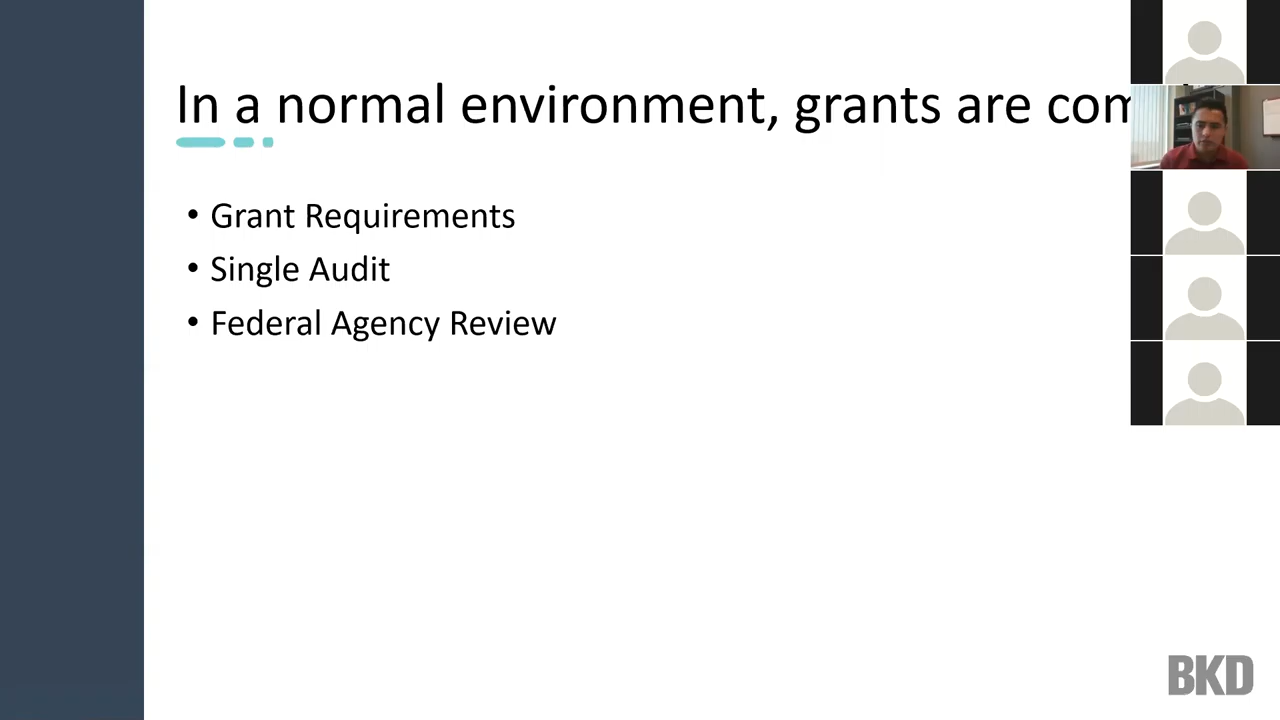 In a normal environment, grants are com
• Grant Requirements
• Single Audit
• Federal Agency Review
BKD